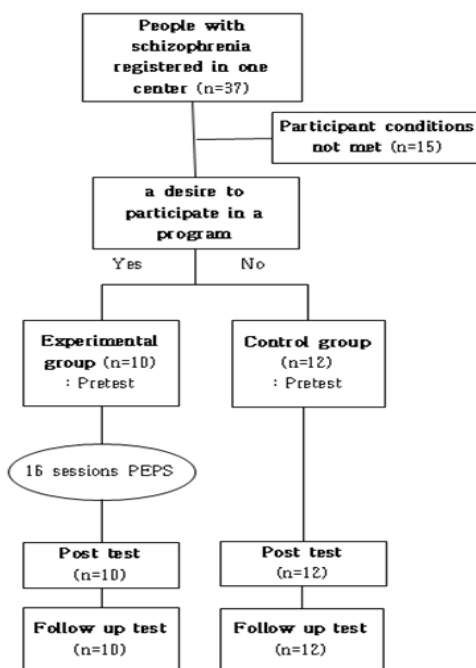 People with
schizophrenia
registered in one
center (n=37)
Participant conditions
not met (n=15)
a desire to
participate in a
program
Yes
No
Experimental
group (n=10)
: Pretest
Control group
(n=12)
: Pretest
16 sessions PEPS
Post test
(n=10)
Post test
(n=12)
Follow up test
(n=10)
Follow up test
(n=12)